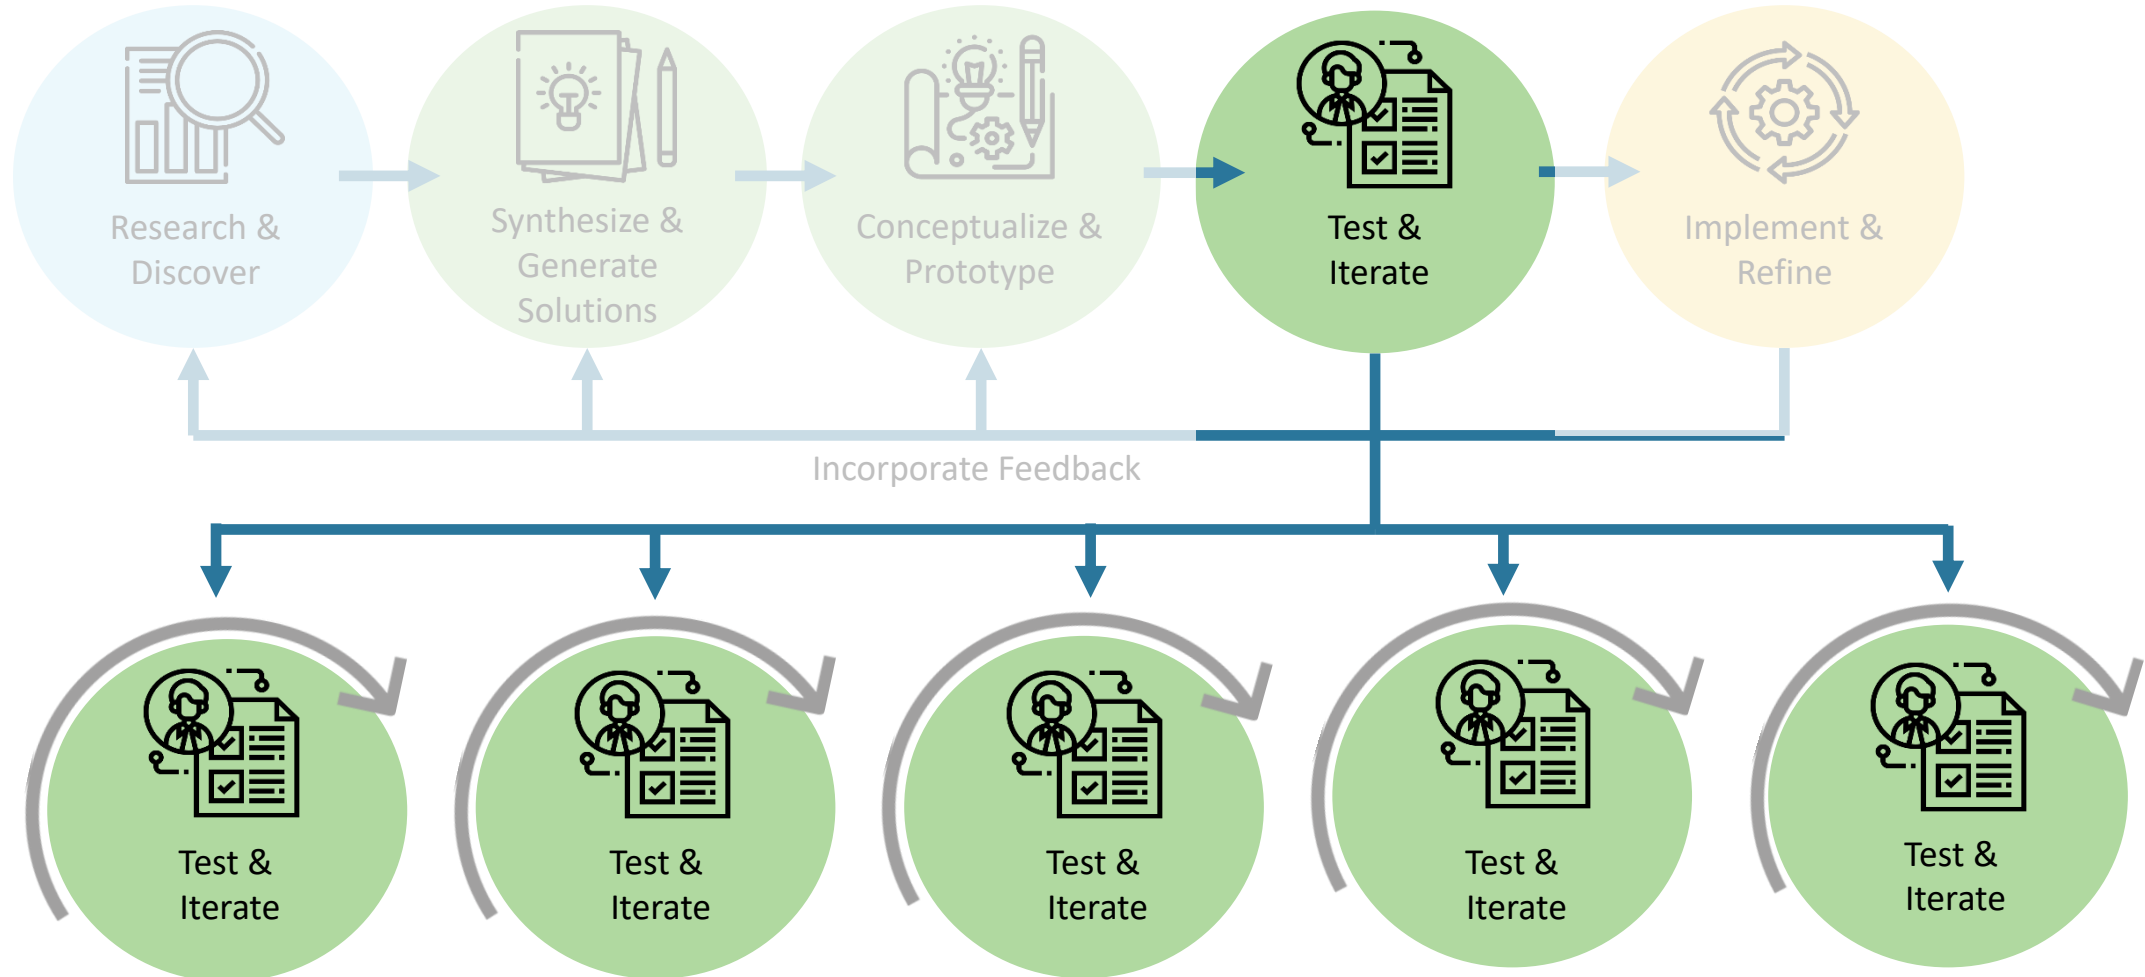 Research &
Discover
Synthesize &
Generate
Solutions
Conceptualize &
Prototype
Test &
Iterate
Implement &
Refine
Incorporate Feedback
Test &
Iterate
Test &
Iterate
Test &
Iterate
Test &
Iterate
Test &
Iterate